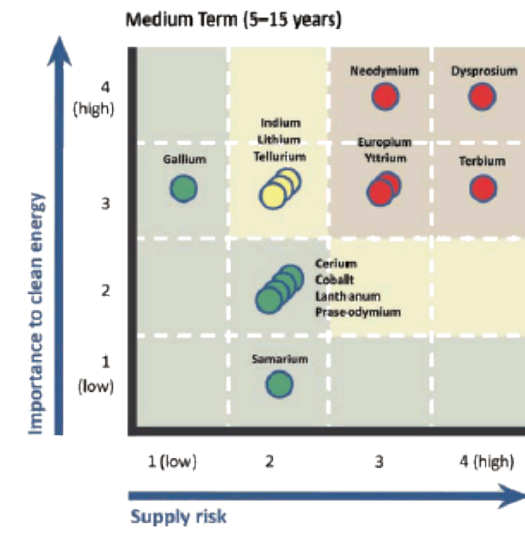 Medium Term (5–15 years)
4
(high)
3
2
1
(low)
Importance to clean energy
Neodymium
Dysprosium
Indium
Lithium
Tellurium
Europium
Yttrium
Gallium
Terbium
Cerium
Cobalt
Lanthanum
Praseodymium
Samarium
1 (low)
2
3
4 (high)
Supply risk